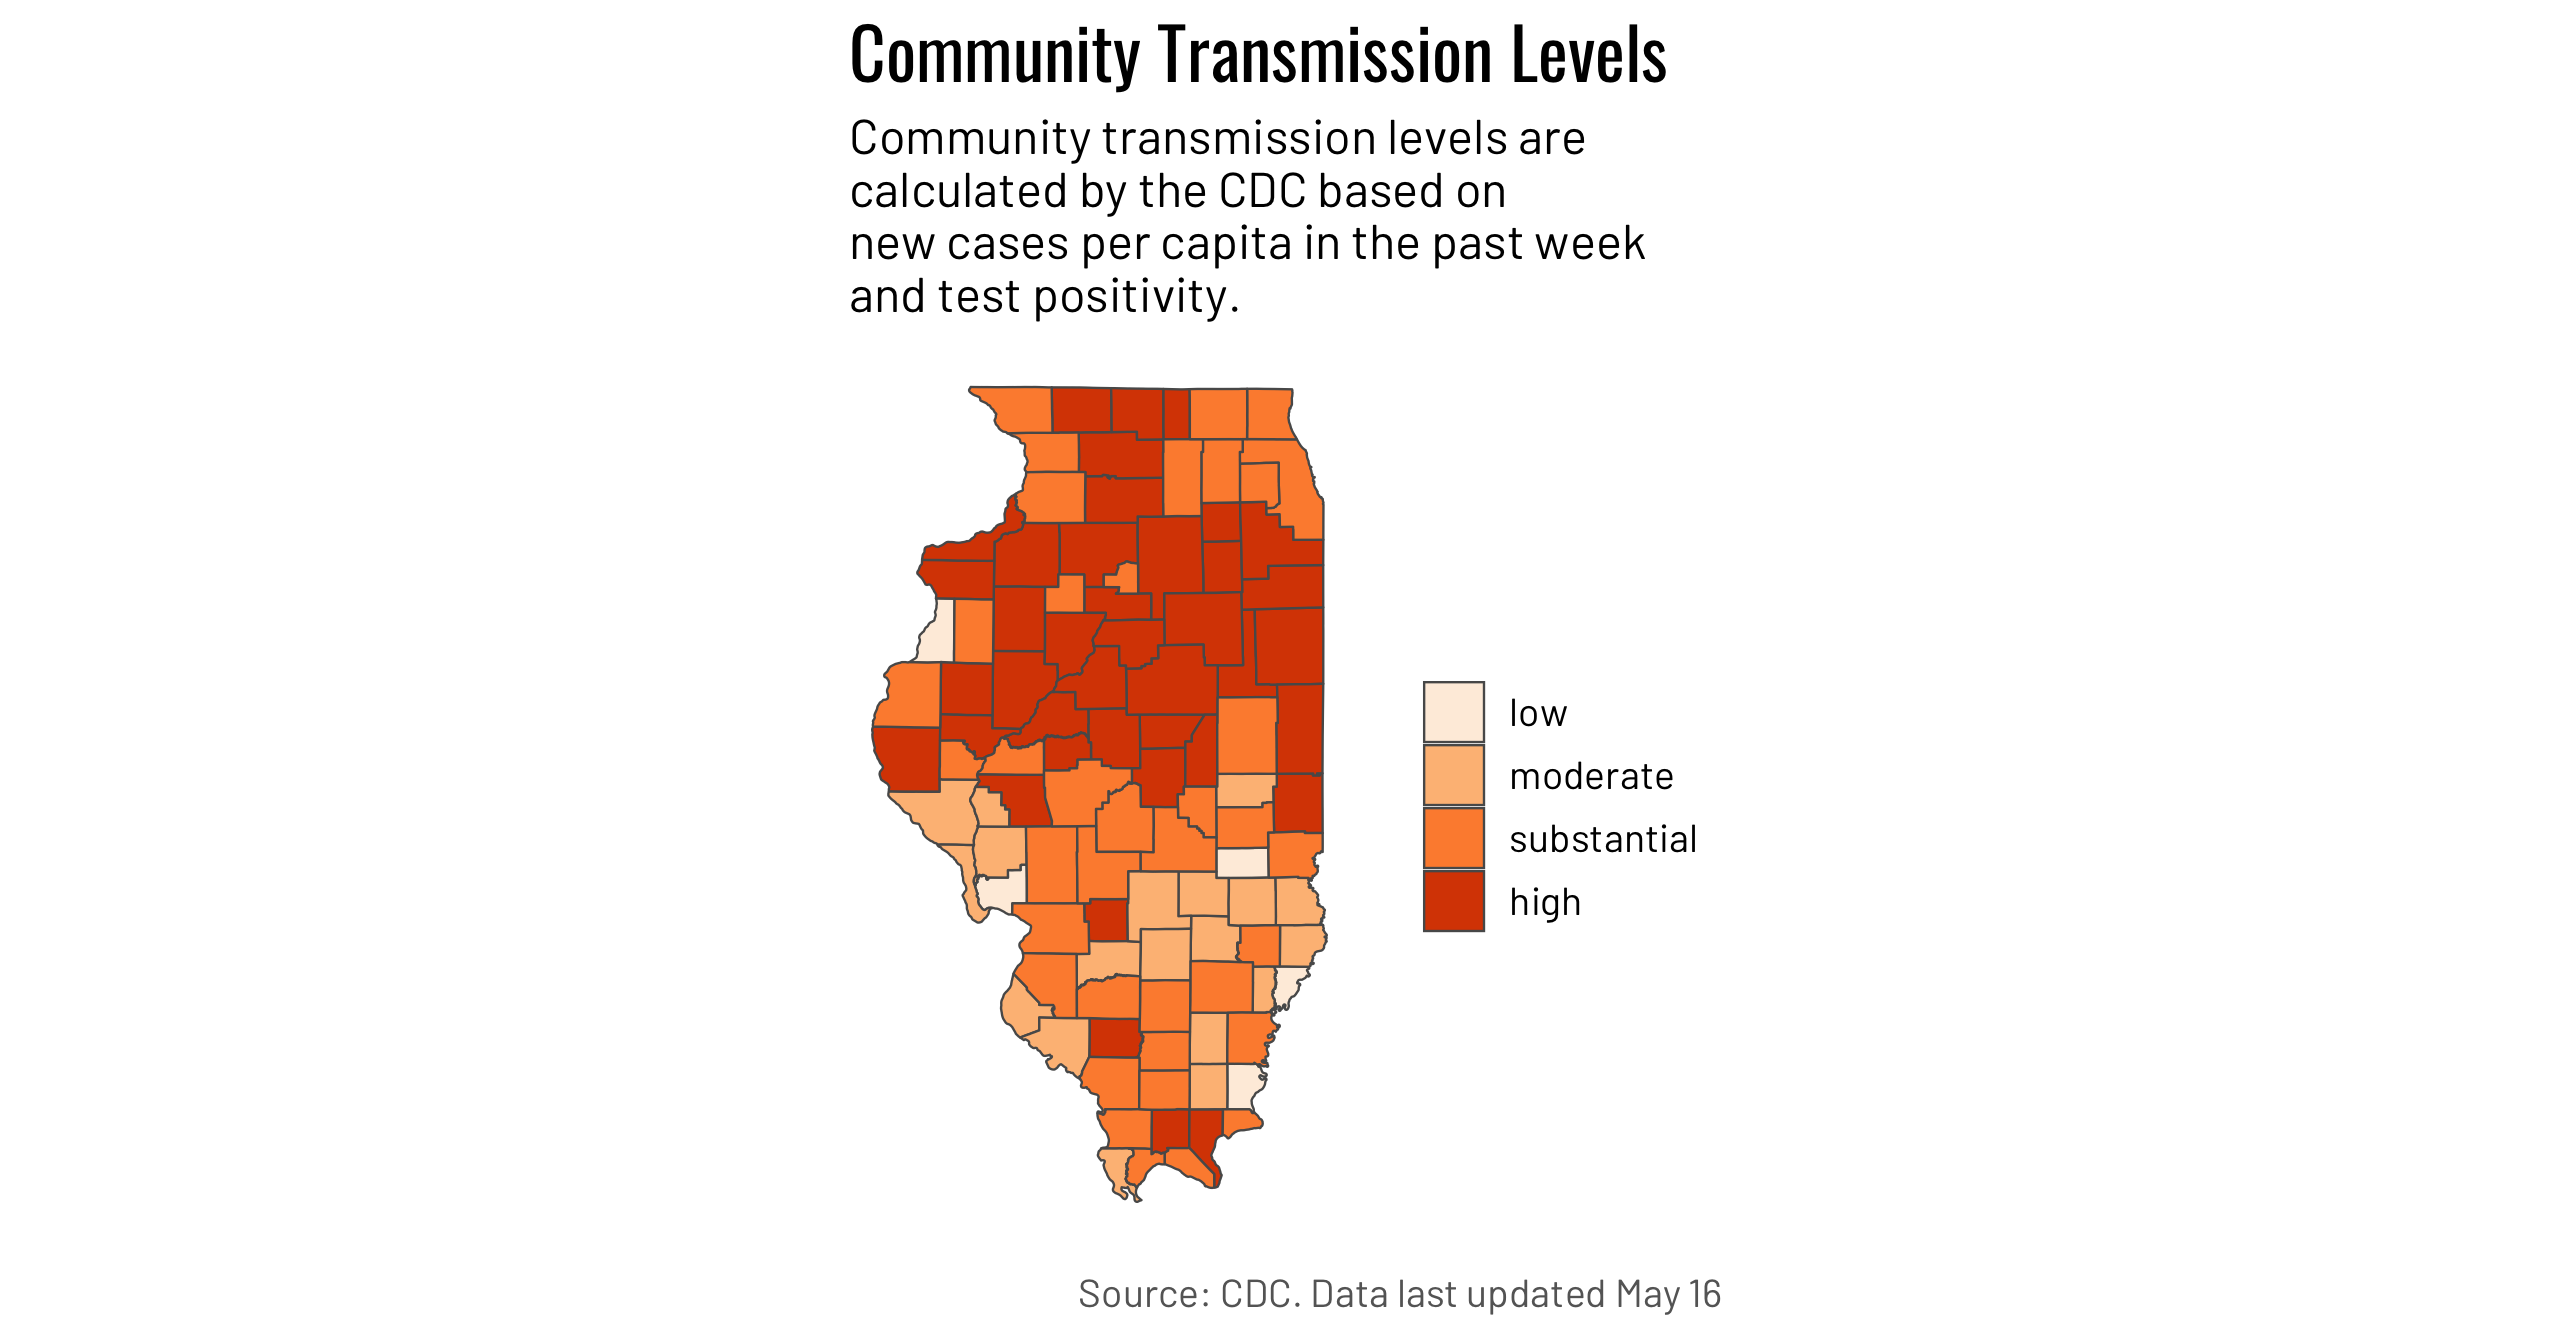 Community Transmission Levels
Community transmission levels are
calculated by the CDC based on
new cases per capita in the past week
and test positivity.
low
moderate
substantial
high
Source: CDC. Data last updated May 16